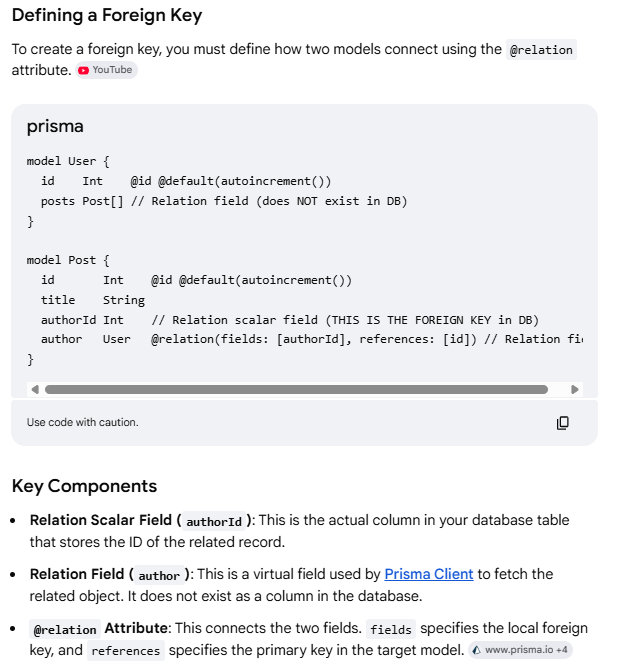 Defining a Foreign Key
To create a foreign key, you must define how two models connect using the @relation
attribute. YouTube
prisma
model User {
  id    Int    @id @default(autoincrement())
  posts Post[] // Relation field (does NOT exist in DB)
}
model Post {
  id       Int    @id @default(autoincrement())
  title    String
  authorId Int    // Relation scalar field (THIS IS THE FOREIGN KEY in DB)
  author   User   @relation(fields: [authorId], references: [id]) // Relation
}
Use code with caution.
Key Components
• Relation Scalar Field (authorId): This is the actual column in your database table
that stores the ID of the related record.
• Relation Field (author): This is a virtual field used by Prisma Client to fetch the
related object. It does not exist as a column in the database.
• @relation Attribute: This connects the two fields. fields specifies the local foreign
key, and references specifies the primary key in the target model. www.prisma.io +4